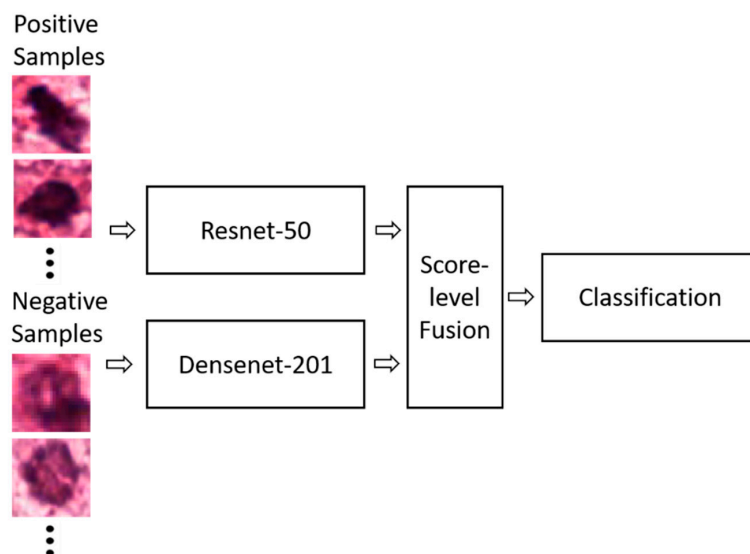 Positive
Samples
Resnet-50
Score-
level
Fusion
Classification
Negative
Samples
Densenet-201